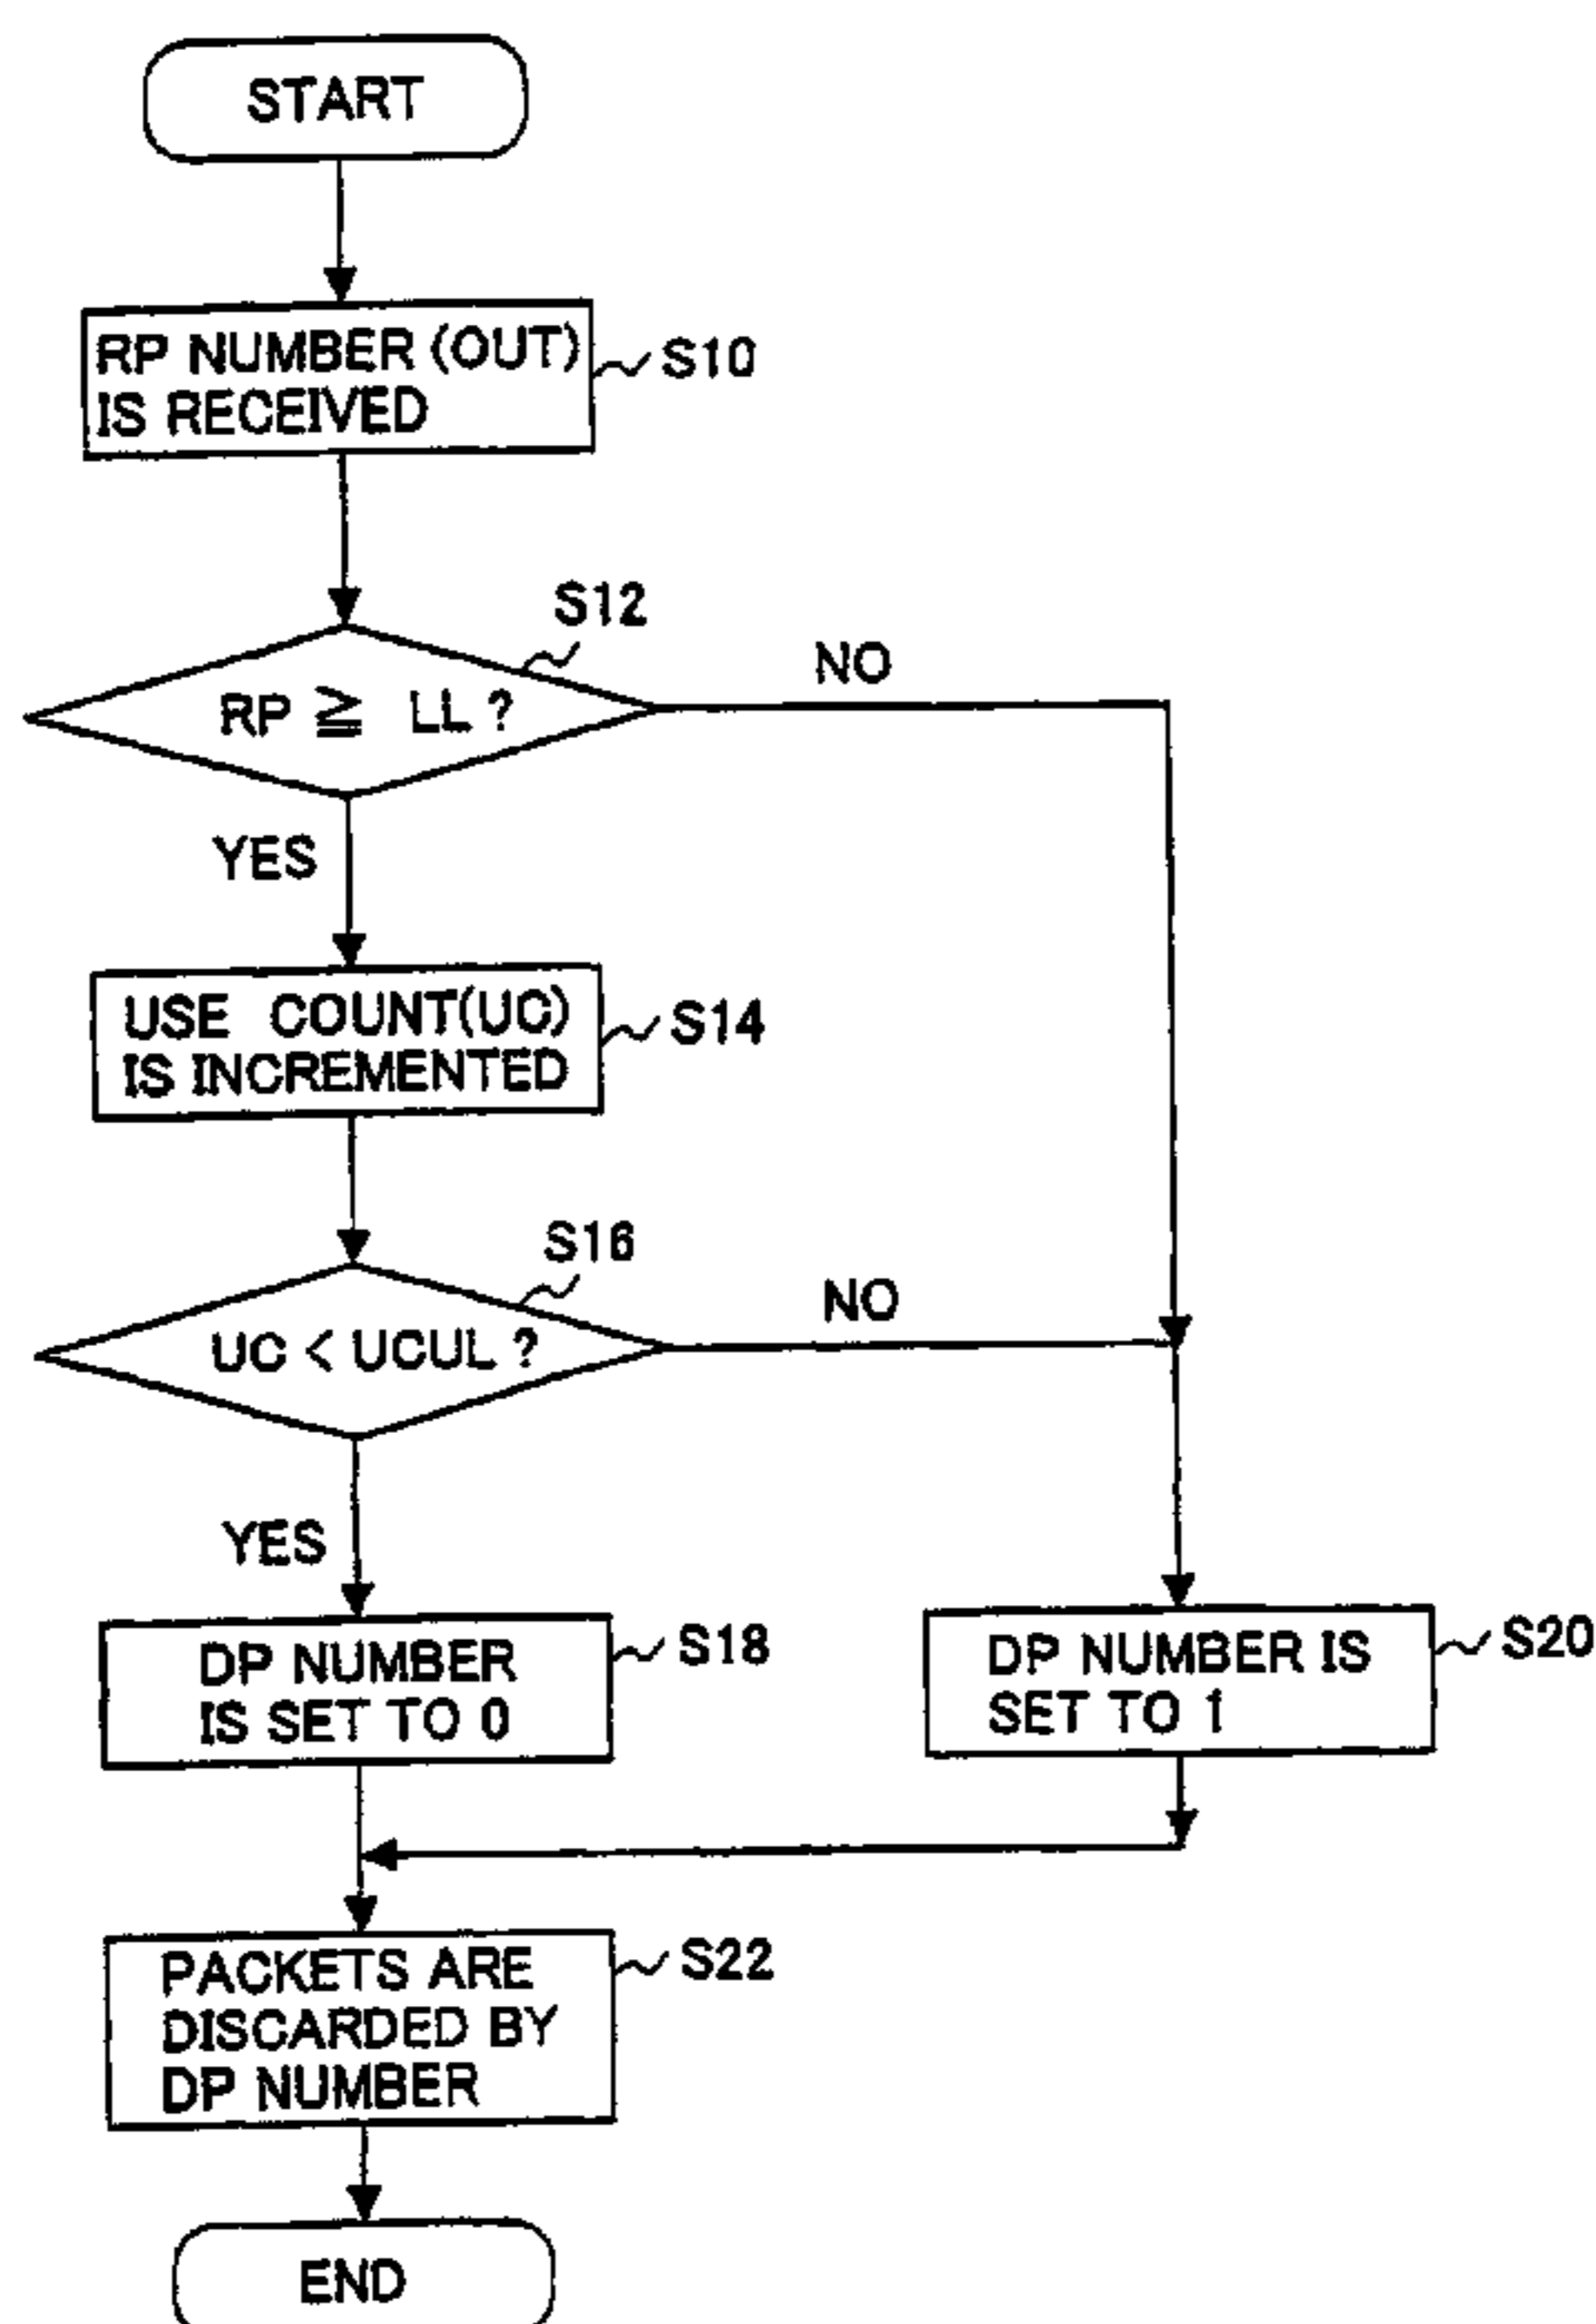 START
RP NUMBER (OUT)
IS RECEIVED
S10
S12
RP ≧ LL ?
NO
YES
USE COUNT(UC)
IS INCREMENTED
S14
S16
UC < UCUL ?
NO
YES
DP NUMBER
IS SET TO 0
S18
DP NUMBER IS
SET TO 1
S20
PACKETS ARE
DISCARDED BY
DP NUMBER
S22
END